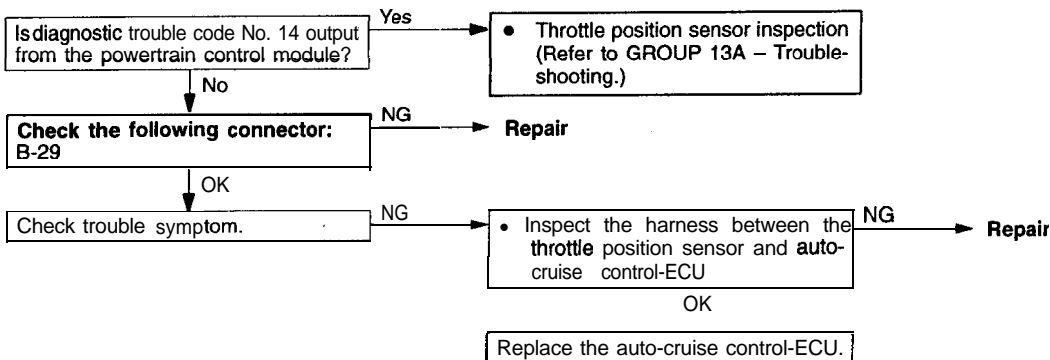 Is diagnostic trouble code No. 14 output
from the powertrain control module?
Yes
• Throttle position sensor inspection
(Refer to GROUP 13A – Trouble-
shooting.)
No
Check the following connector:
B-29
NG
Repair
OK
Check trouble symptom.
NG
• Inspect the harness between the
throttle position sensor and auto-
cruise control-ECU
NG
Repair
OK
Replace the auto-cruise control-ECU.